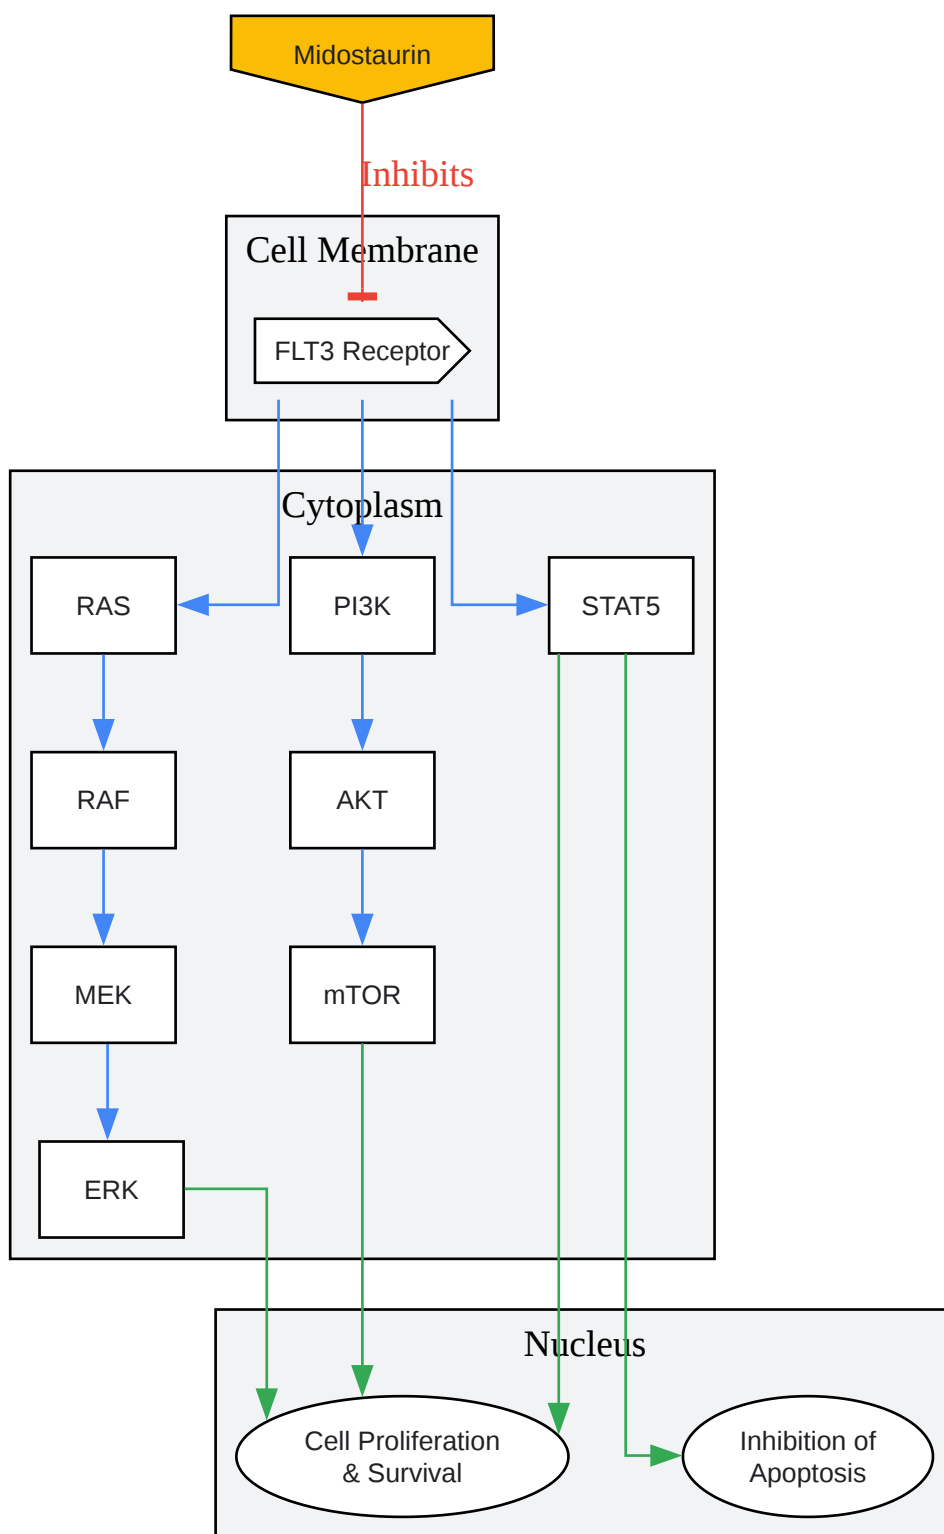 Midostaurin
Inhibits
Cell Membrane
FLT3 Receptor
Cytoplasm
RAS
PI3K
STAT5
RAF
AKT
MEK
mTOR
ERK
Nucleus
Cell Proliferation
& Survival
Inhibition of
Apoptosis